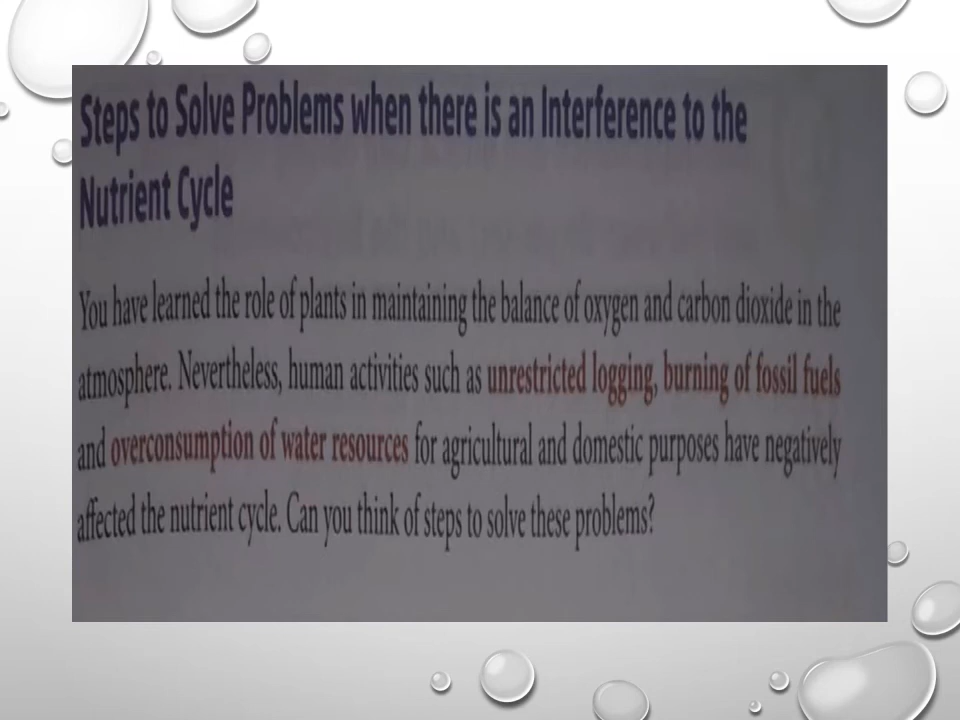 Steps to Solve Problems when there is an Interference to the
Nutrient Cycle
You have learned the role of plants in maintaining the balance of oxygen and carbon dioxide in the
atmosphere. Nevertheless, human activities such as unrestricted logging, burning of fossil fuels
and overconsumption of water resources for agricultural and domestic purposes have negatively
affected the nutrient cycle. Can you think of steps to solve these problems?